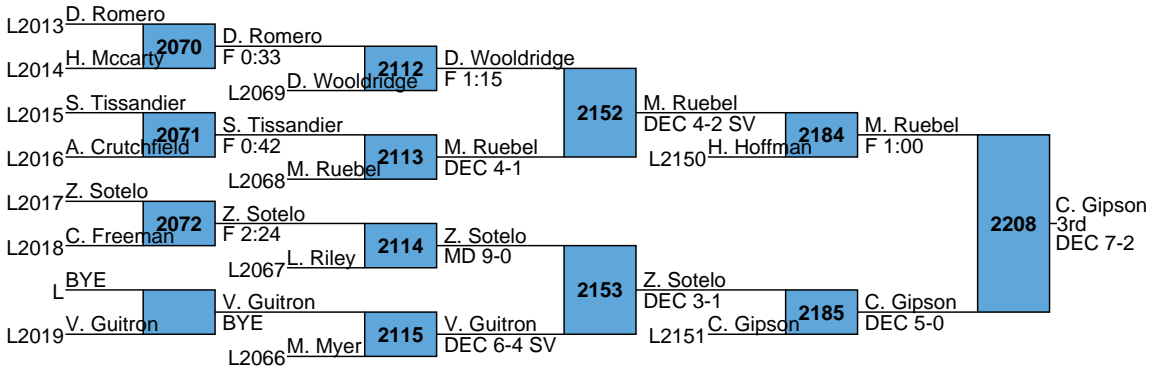 D. Romero
L2013
2070
D. Romero
F 0:33
H. Mccarty
L2014
2112
D. Wooldridge
F 1:15
D. Wooldridge
L2069
S. Tissandier
L2015
2071
S. Tissandier
F 0:42
A. Crutchfield
L2016
2113
M. Ruebel
DEC 4-1
M. Ruebel
L2068
2152
M. Ruebel
DEC 4-2 SV
H. Hoffman
L2150
2184
M. Ruebel
F 1:00
Z. Sotelo
L2017
2072
Z. Sotelo
F 2:24
C. Freeman
L2018
2114
Z. Sotelo
MD 9-0
L. Riley
L2067
BYE
L
V. Guitron
BYE
V. Guitron
L2019
2115
V. Guitron
DEC 6-4 SV
M. Myer
L2066
2153
Z. Sotelo
DEC 3-1
C. Gipson
L2151
2185
C. Gipson
DEC 5-0
2208
C. Gipson
3rd
DEC 7-2